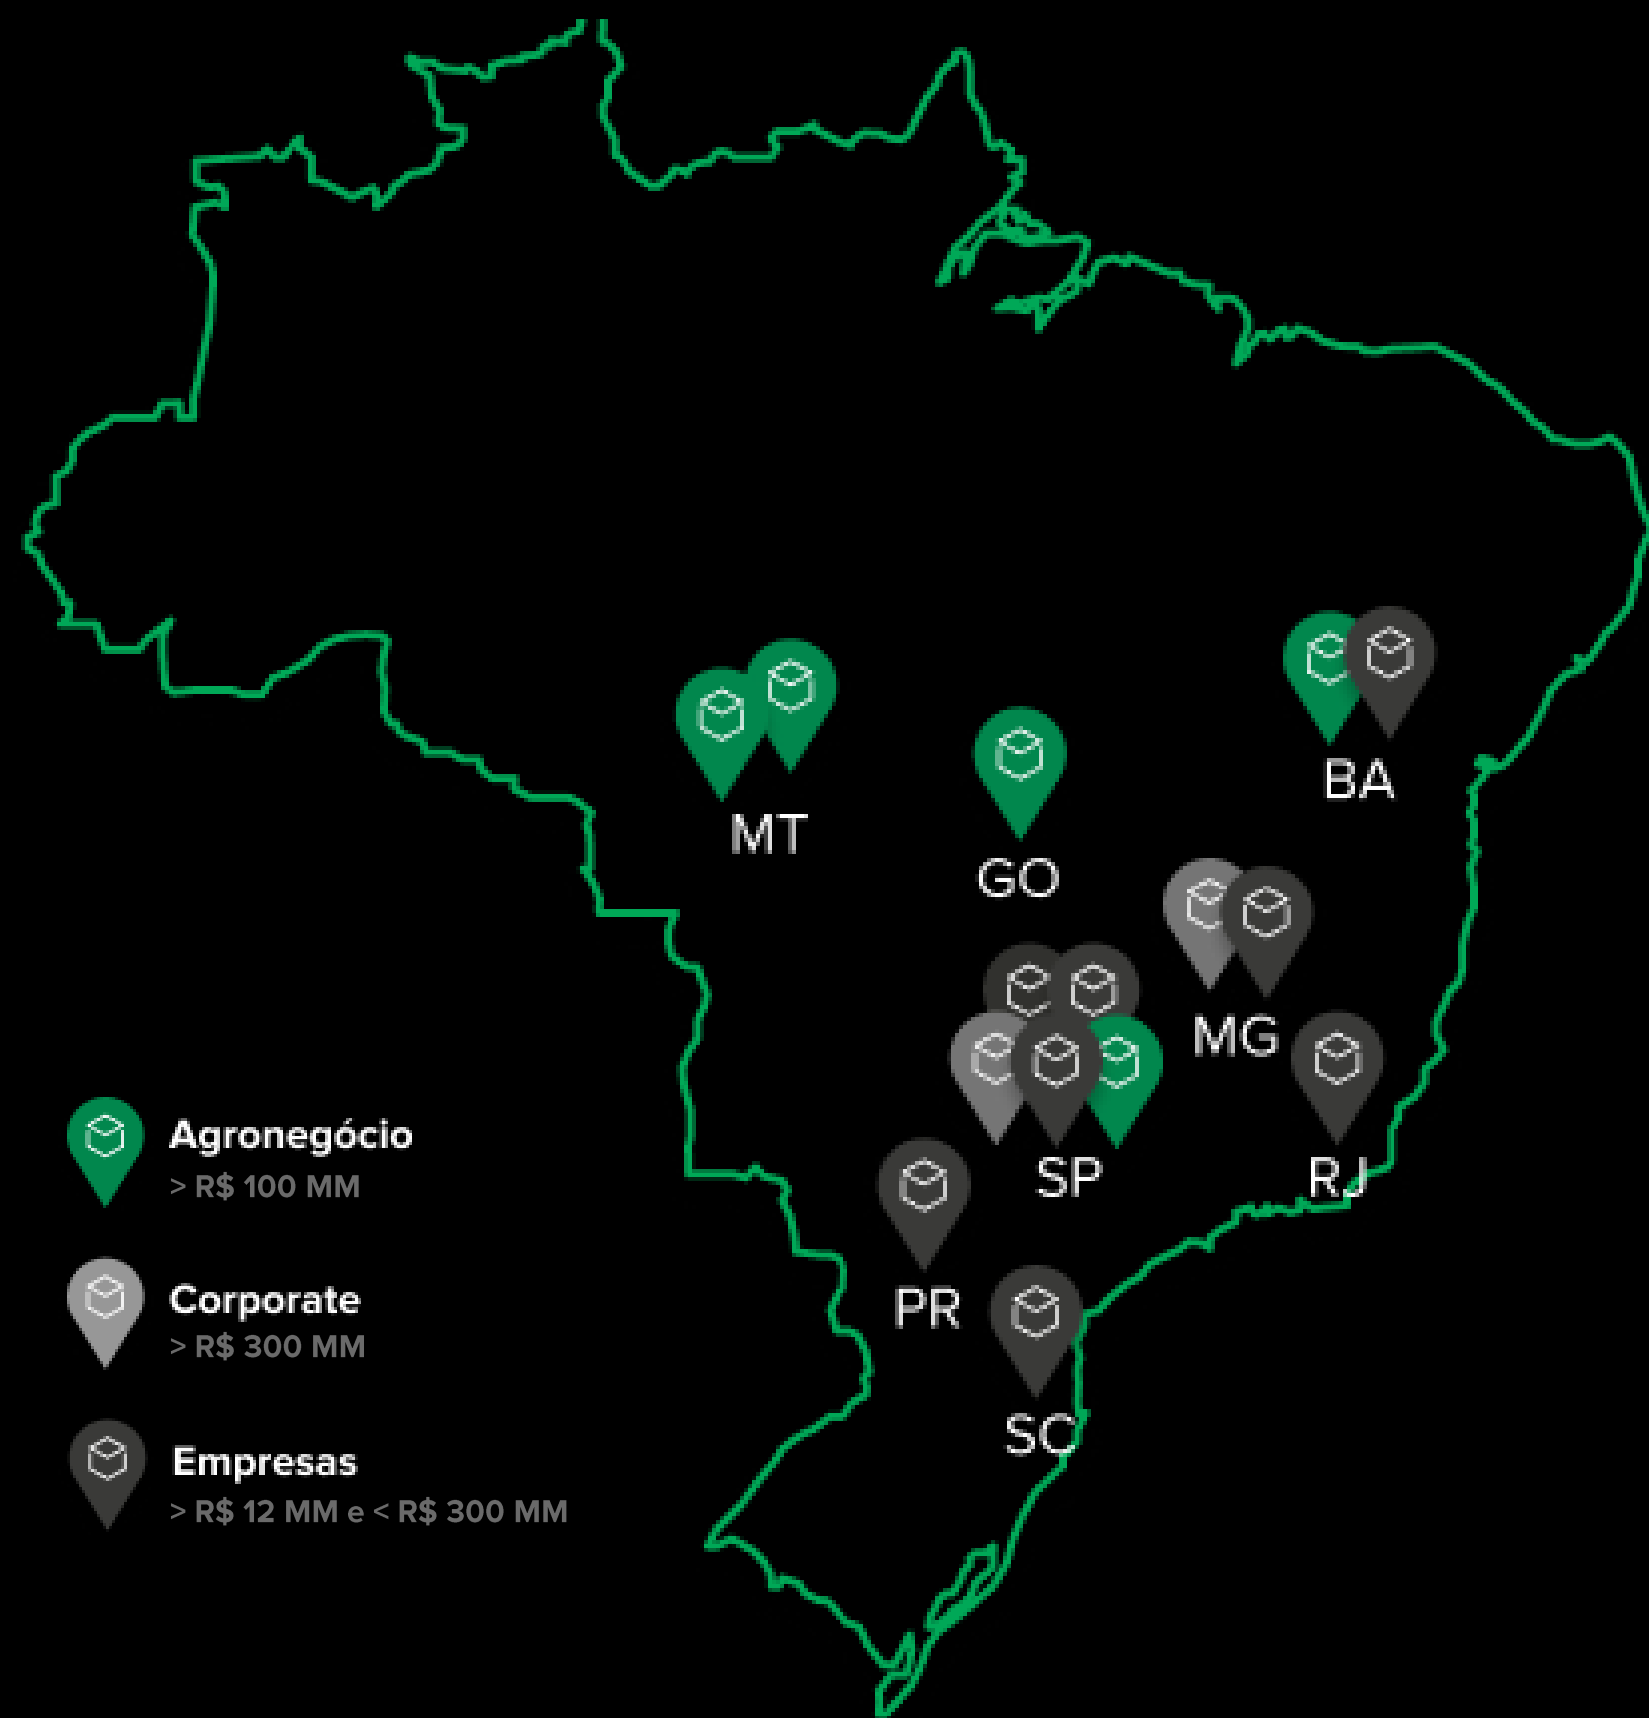 BA
MT
GO
MG
SP
RJ
PR
SC
Agronegócio
> R$ 100 MM
Corporate
> R$ 300 MM
Empresas
> R$ 12 MM e < R$ 300 MM